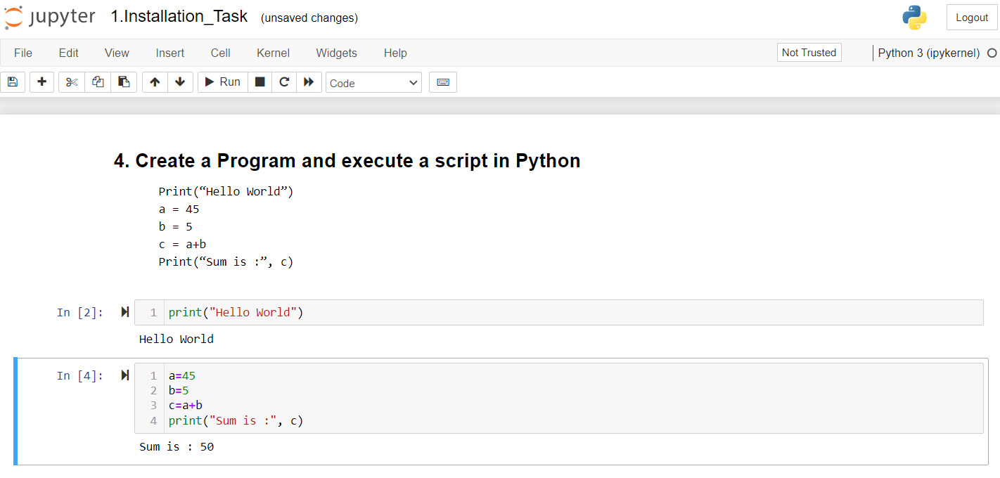 jupyter 1.Installation_Task (unsaved changes) Logout
File Edit View Insert Cell Kernel Widgets Help Not Trusted Python 3 (ipykernel)
Run Code
4. Create a Program and execute a script in Python
Print(“Hello World”)
a = 45
b = 5
c = a+b
Print(“Sum is :”, c)
In [2]: 1 print("Hello World")
Hello World
In [4]: 1 a=45
2 b=5
3 c=a+b
4 print("Sum is :", c)
Sum is : 50